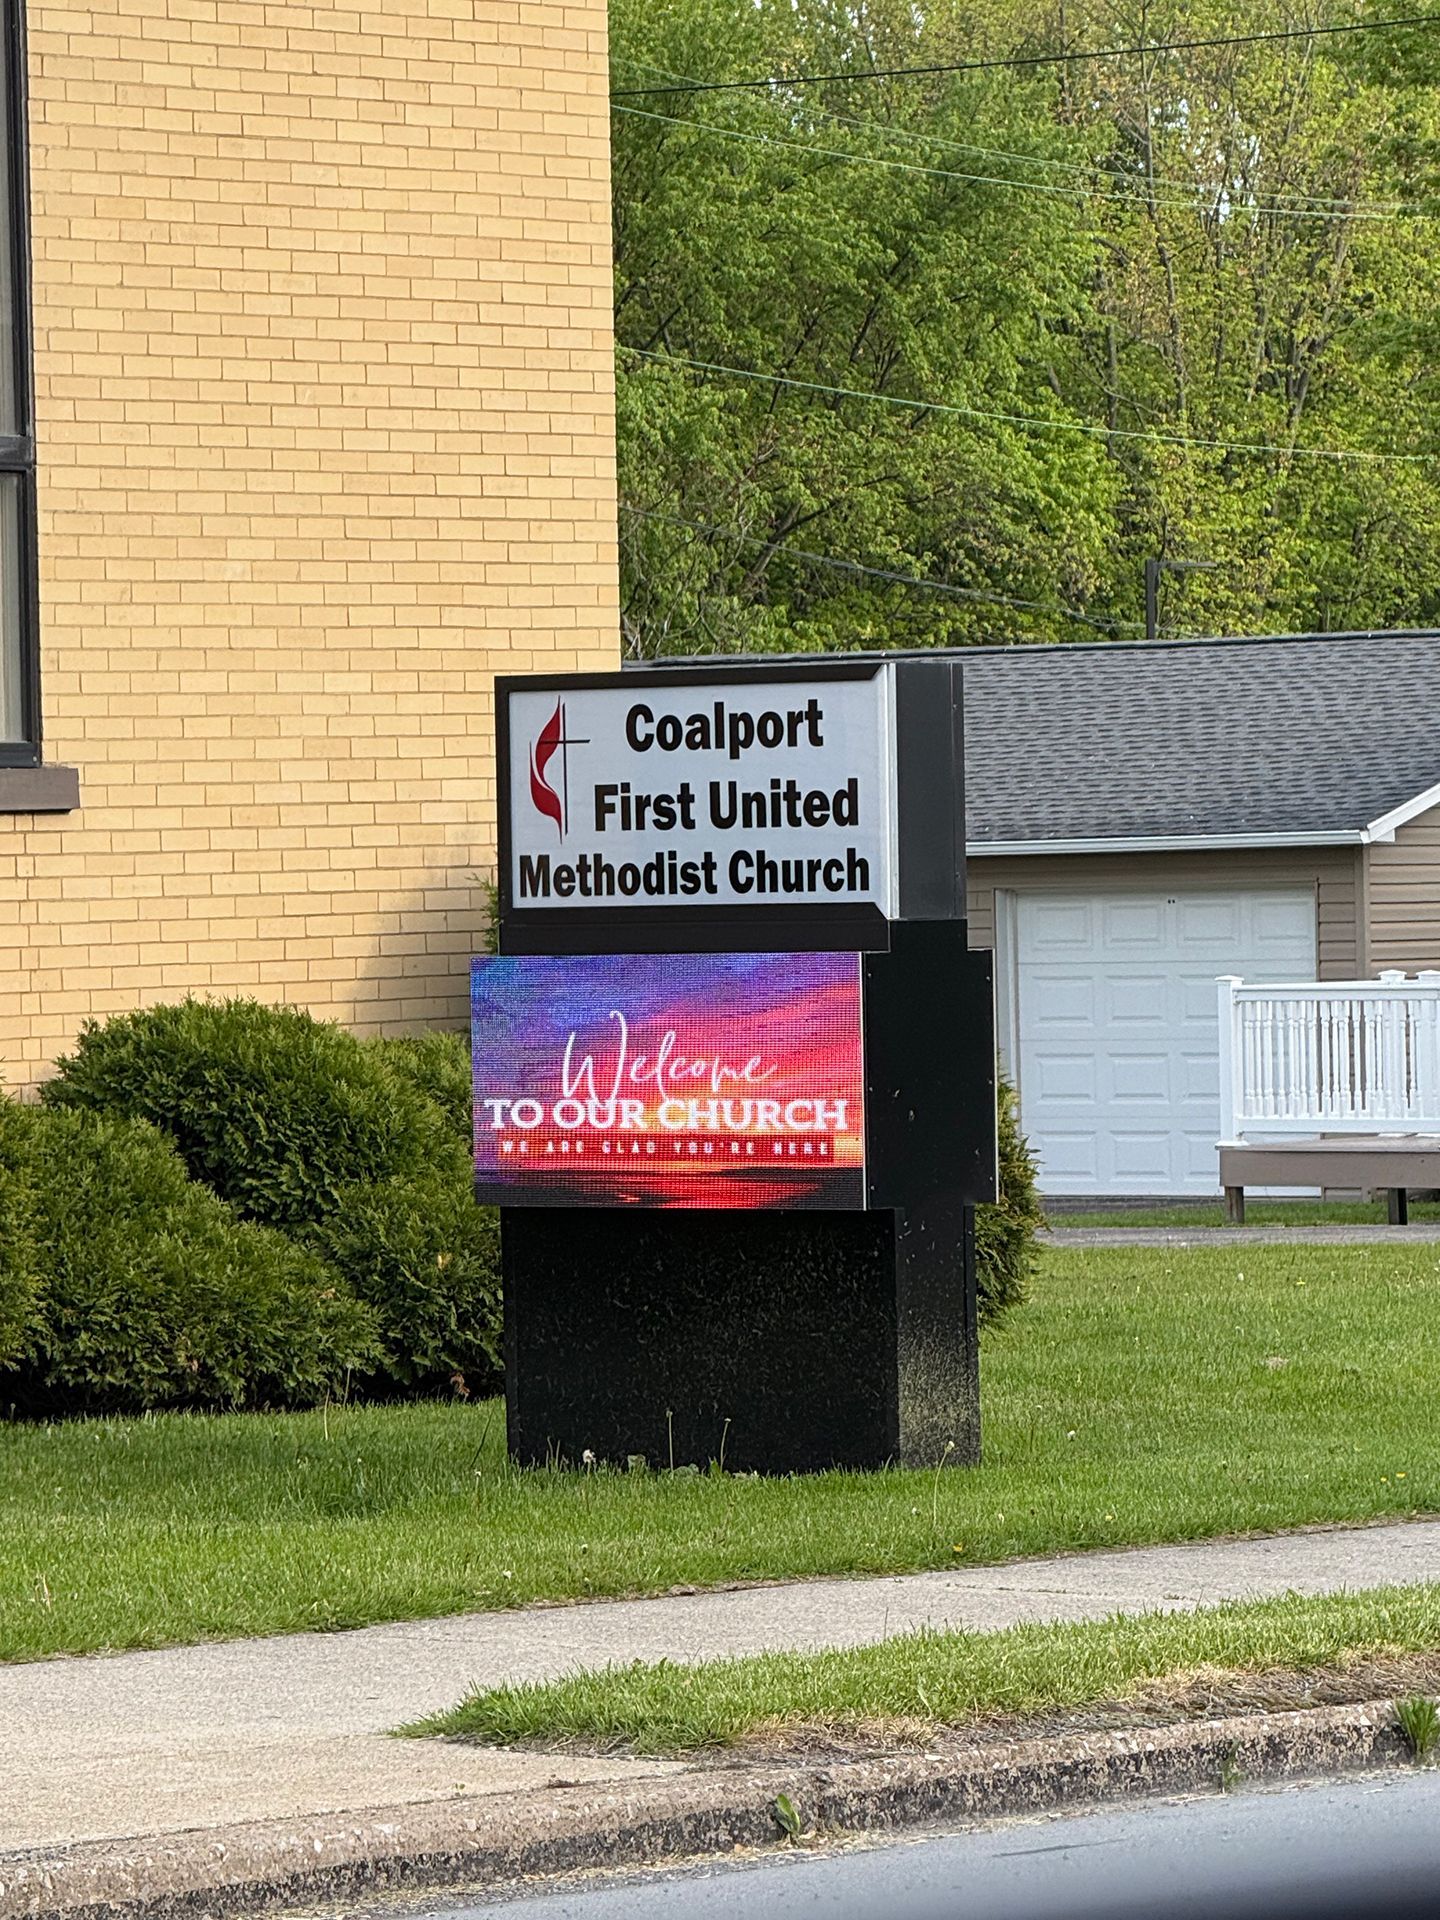 Coalport
First United
Methodist Church
Welcome
TO OUR CHURCH
WE ARE GLAD YOU'RE HERE